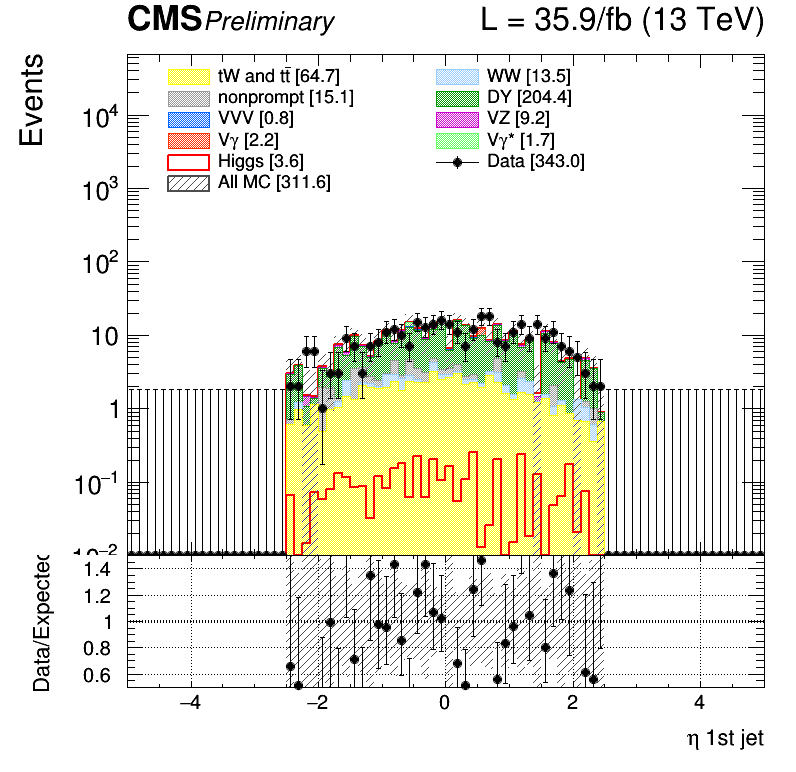 CMS Preliminary L = 35.9/fb (13 TeV)
Events
tW and tt̄ [64.7] WW [13.5]
nonprompt [15.1] DY [204.4]
VVV [0.8] VZ [9.2]
Vγ [2.2] Vγ* [1.7]
Higgs [3.6] Data [343.0]
All MC [311.6]
10⁴
10³
10²
10
1
10⁻¹
10⁻²
Data/Expected
1.4
1.2
1
0.8
0.6
−4 −2 0 2 4
η 1st jet